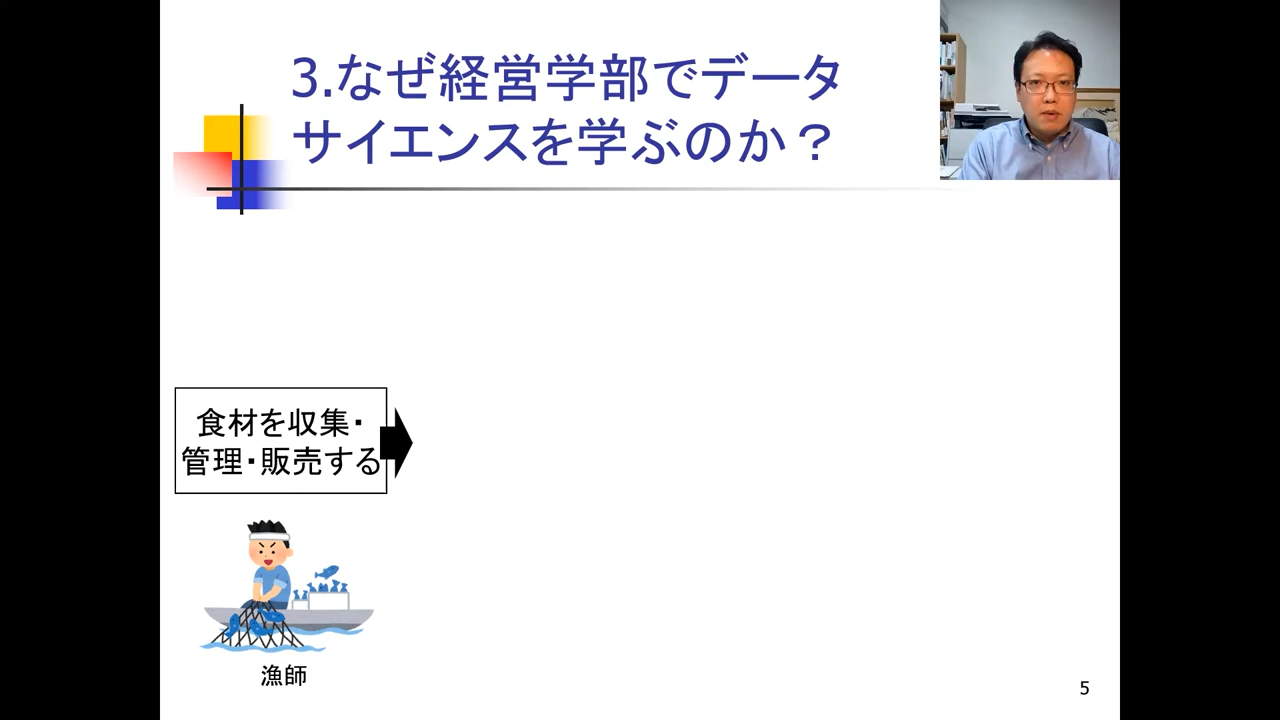 3.なぜ経営学部でデータ
サイエンスを学ぶのか？
食材を収集・
管理・販売する
漁師
5